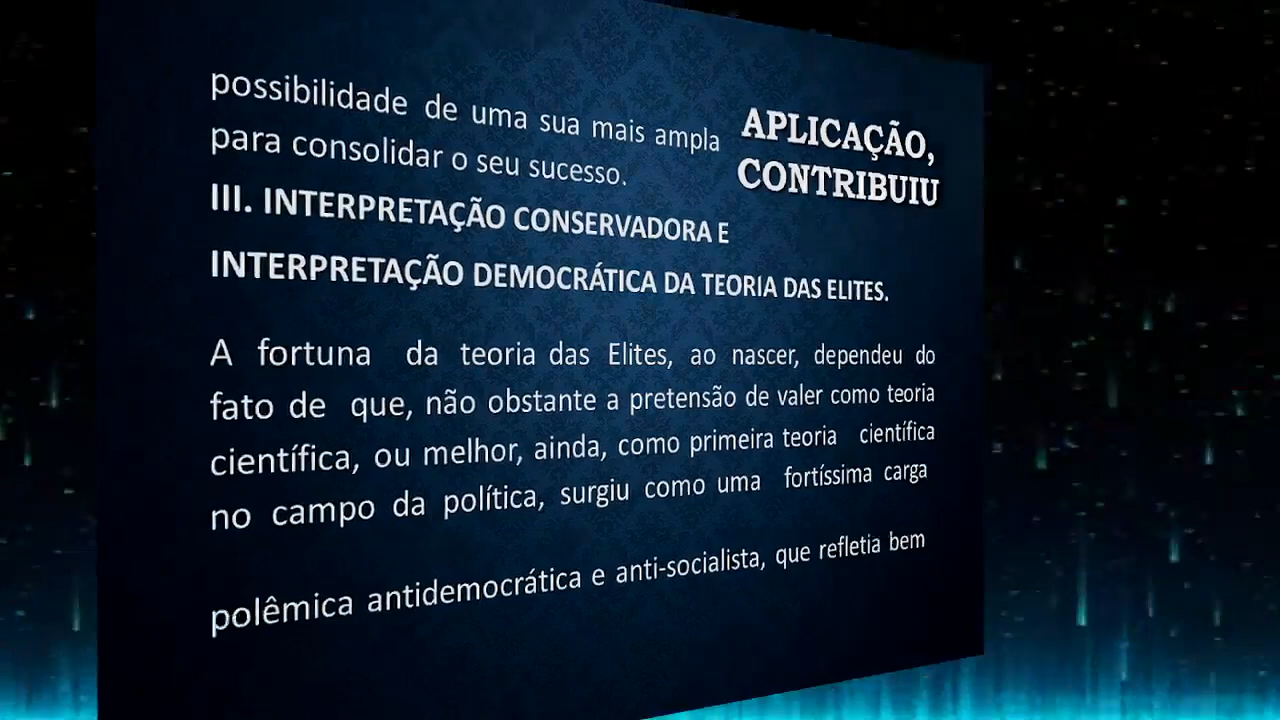 possibilidade de uma sua mais ampla
APLICAÇÃO,
CONTRIBUIU
para consolidar o seu sucesso.
III. INTERPRETAÇÃO CONSERVADORA E
INTERPRETAÇÃO DEMOCRÁTICA DA TEORIA DAS ELITES.
A fortuna da teoria das Elites, ao nascer, dependeu do
fato de que, não obstante a pretensão de valer como teoria
científica, ou melhor, ainda, como primeira teoria científica
no campo da política, surgiu como uma fortíssima carga
polêmica antidemocrática e anti-socialista, que refletia bem